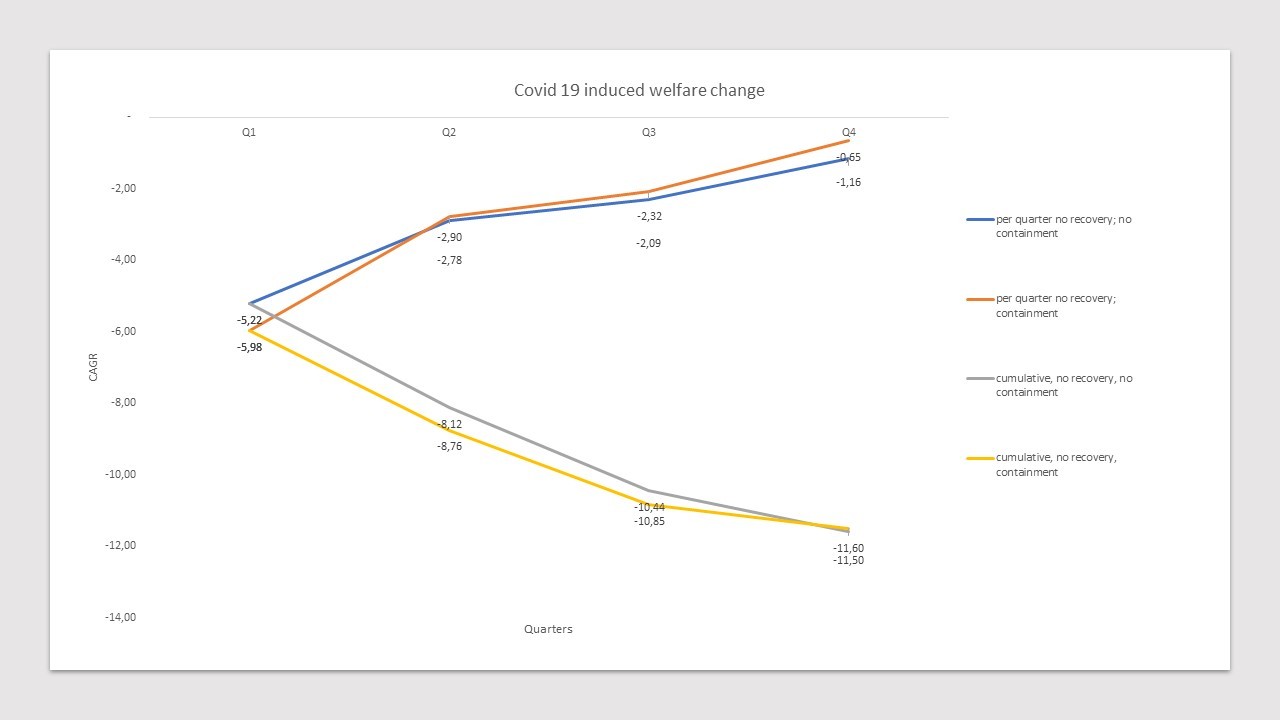 Covid 19 induced welfare change
-
Q1
Q2
Q3
Q4
-0,65
-1,16
-2,00
-2,32
-2,09
-2,90
-2,78
-4,00
-5,22
-5,98
-6,00
CAGR
-8,00
-8,12
-8,76
-10,00
-10,44
-10,85
-12,00
-11,60
-11,50
-14,00
Quarters
per quarter no recovery; no
containment
per quarter no recovery;
containment
cumulative, no recovery, no
containment
cumulative, no recovery,
containment